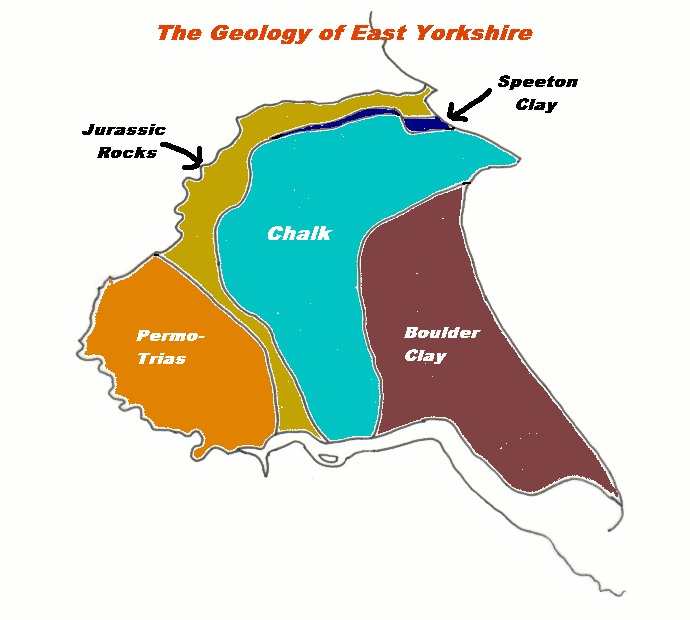 The Geology of East Yorkshire
Speeton
Clay
Jurassic
Rocks
Chalk
Permo-
Trias
Boulder
Clay